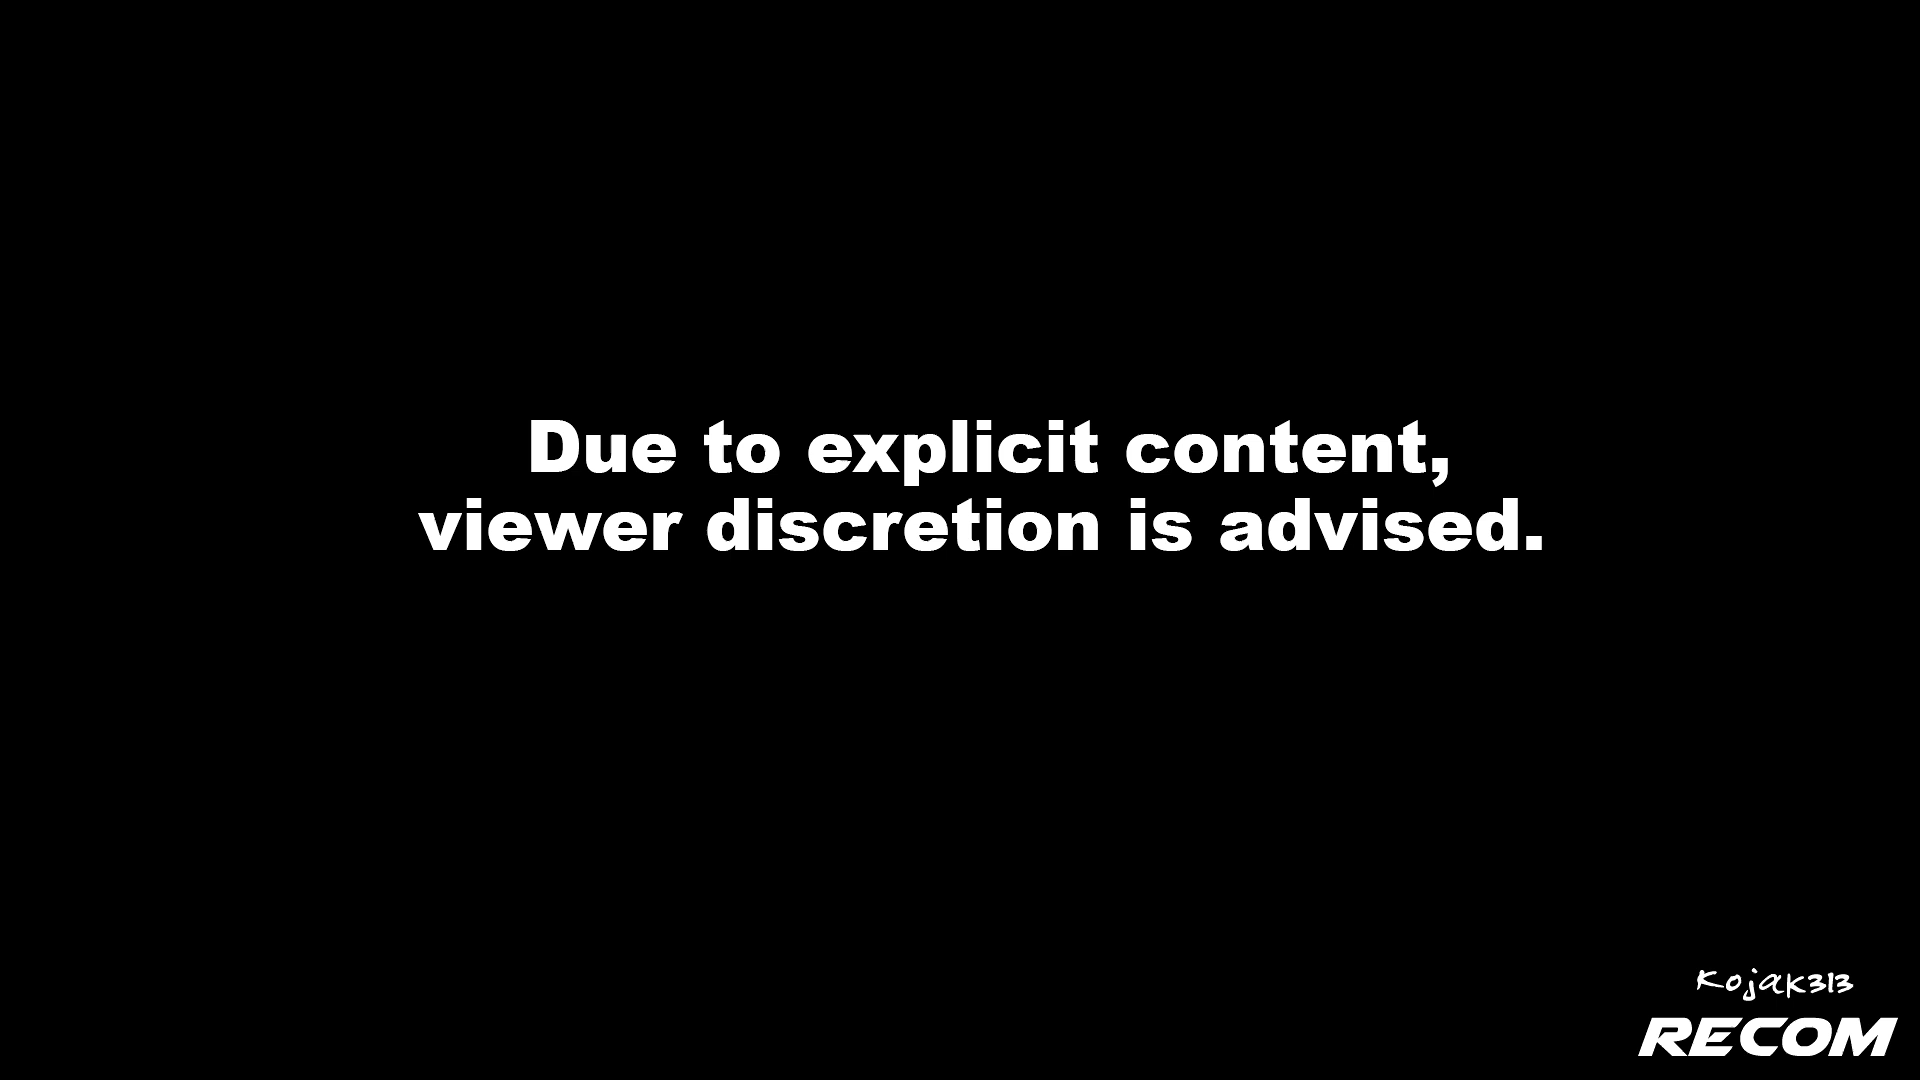 Due to explicit content,
viewer discretion is advised.
Kojak313
RECOM